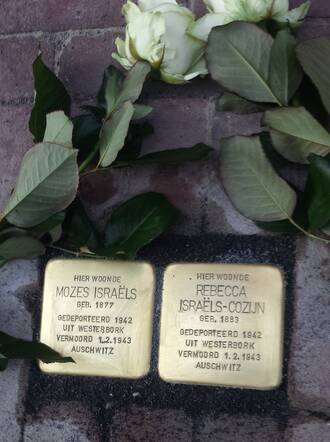 HIER WOONDE
MOZES ISRAËLS
GEB. 1877
GEDEPORTEERD 1942
UIT WESTERBORK
VERMOORD 1.2.1943
AUSCHWITZ
HIER WOONDE
REBECCA
ISRAËLS-COZIJN
GEB. 1883
GEDEPORTEERD 1942
UIT WESTERBORK
VERMOORD 1.2.1943
AUSCHWITZ